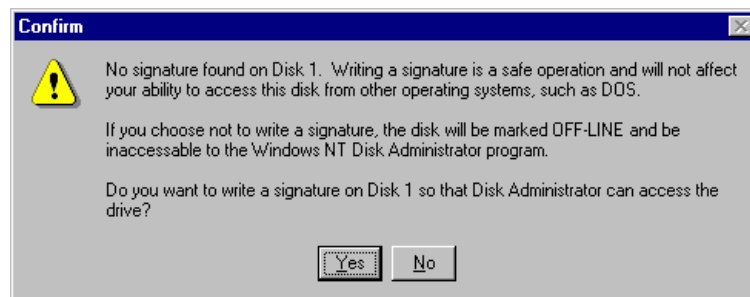 Confirm
No signature found on Disk 1. Writing a signature is a safe operation and will not affect
your ability to access this disk from other operating systems, such as DOS.
If you choose not to write a signature, the disk will be marked OFF-LINE and be
inaccessable to the Windows NT Disk Administrator program.
Do you want to write a signature on Disk 1 so that Disk Administrator can access the
drive?
Yes No